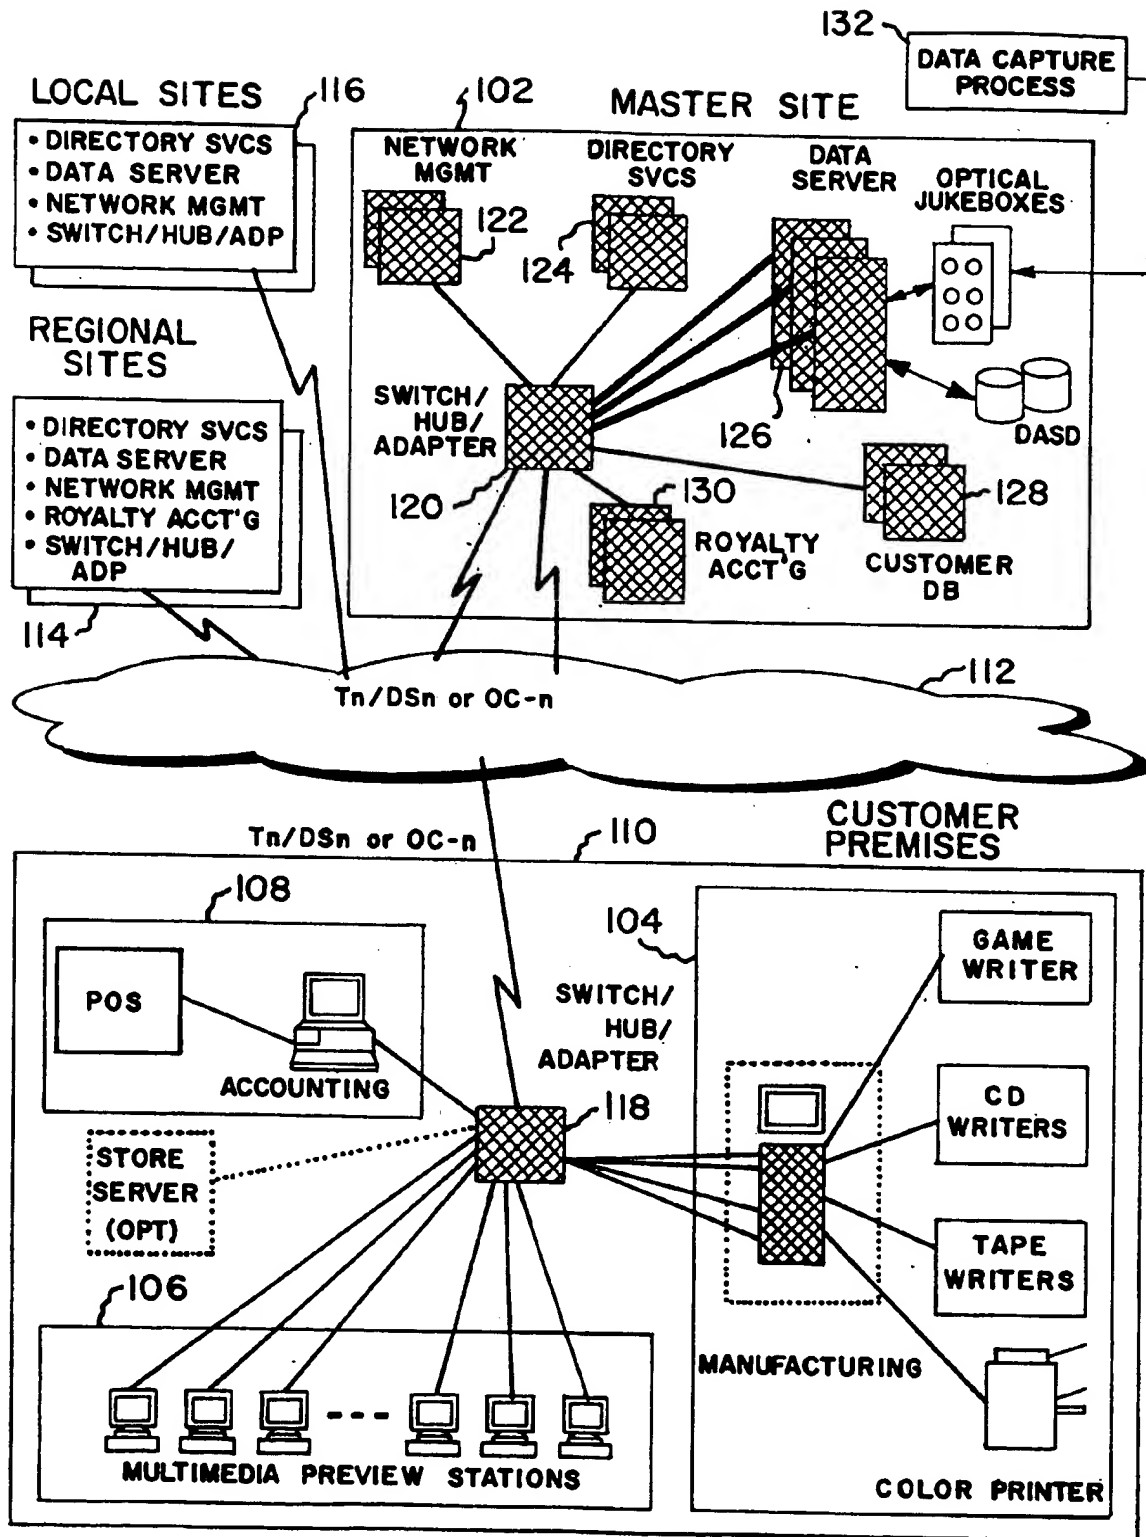 132
DATA CAPTURE
PROCESS
LOCAL SITES
116
• DIRECTORY SVCS
• DATA SERVER
• NETWORK MGMT
• SWITCH/HUB/ADP
REGIONAL
SITES
• DIRECTORY SVCS
• DATA SERVER
• NETWORK MGMT
• ROYALTY ACCT'G
• SWITCH/HUB/
ADP
114
102
MASTER SITE
NETWORK
MGMT
122
DIRECTORY
SVCS
124
DATA
SERVER
126
OPTICAL
JUKEBOXES
DASD
SWITCH/
HUB/
ADAPTER
120
130
ROYALTY
ACCT'G
128
CUSTOMER
DB
112
Tn/DSn or OC-n
Tn/DSn or OC-n
110
CUSTOMER
PREMISES
108
POS
ACCOUNTING
SWITCH/
HUB/
ADAPTER
118
STORE
SERVER
(OPT)
106
MULTIMEDIA PREVIEW STATIONS
104
GAME
WRITER
CD
WRITERS
TAPE
WRITERS
MANUFACTURING
COLOR PRINTER